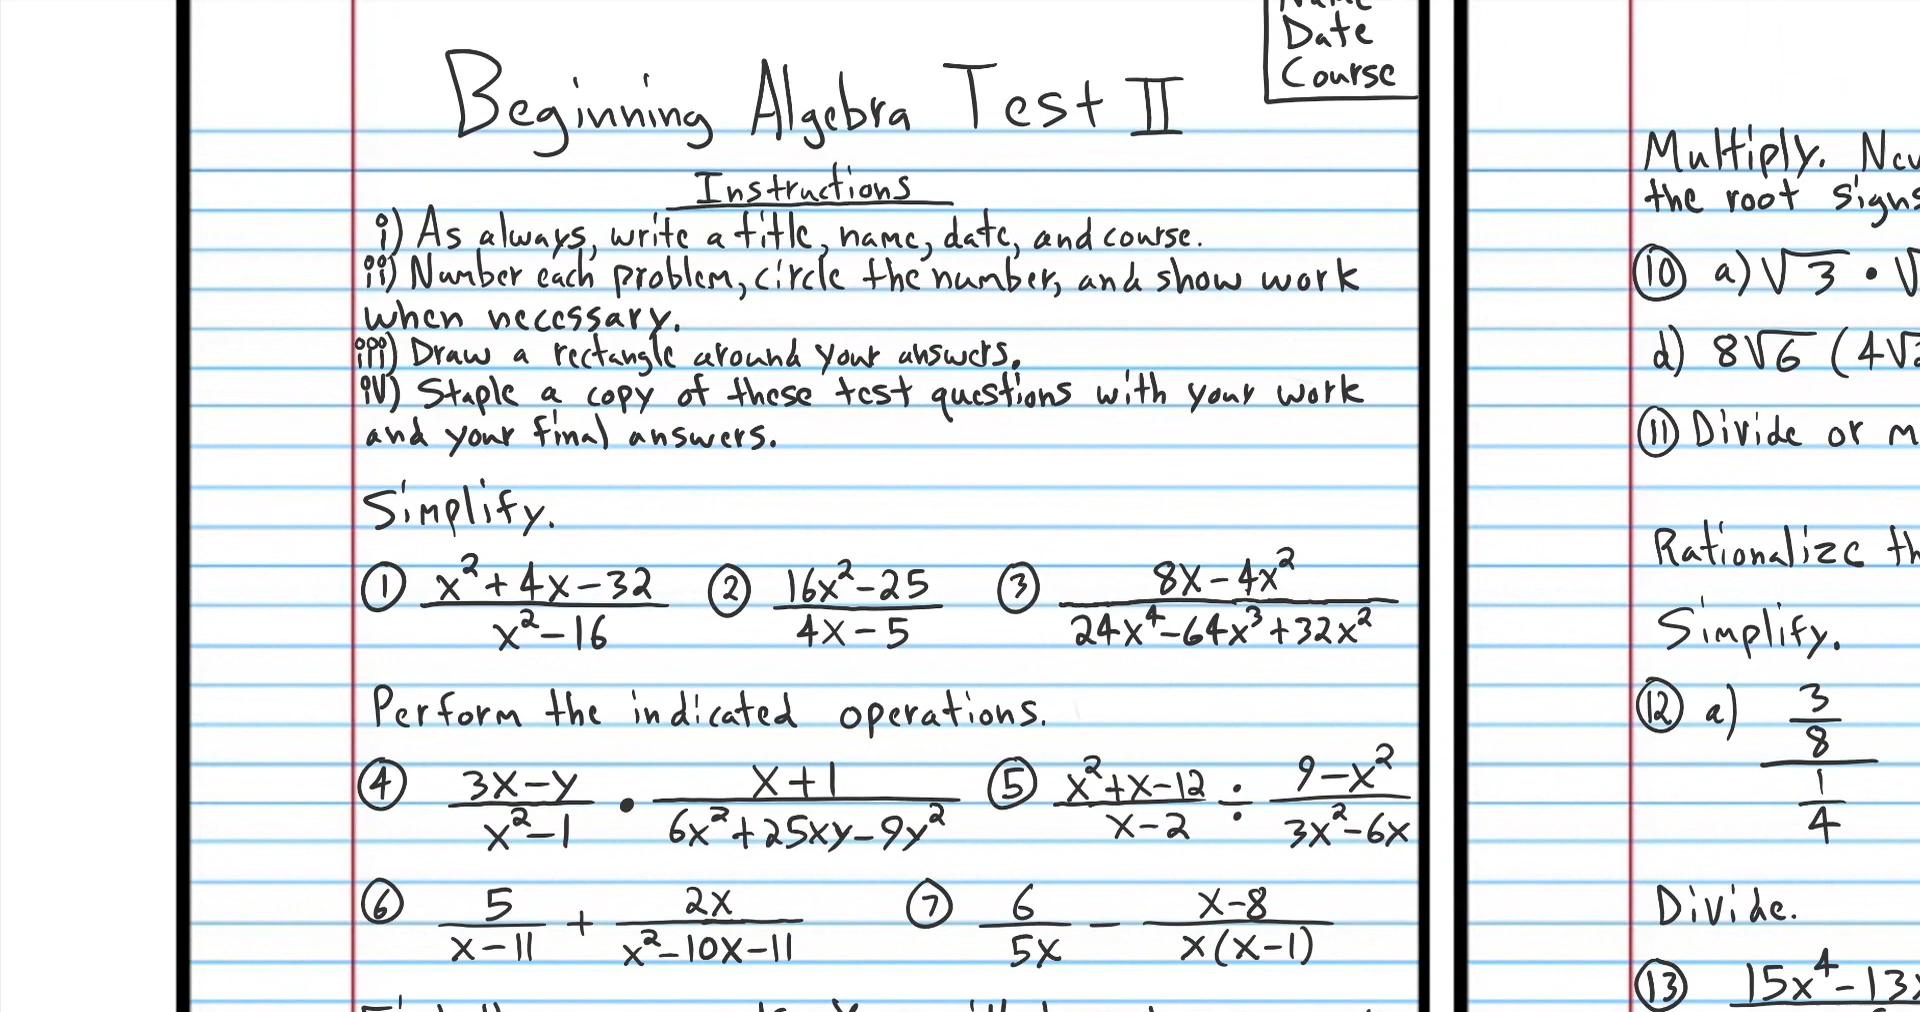 Date
Course
Beginning Algebra Test II
Instructions
i) As always, write a title, name, date, and course.
ii) Number each problem, circle the number, and show work
when necessary.
iii) Draw a rectangle around your answers.
iv) Staple a copy of these test questions with your work
and your final answers.
Simplify.
① (x²+4x-32)/(x²-16) ② (16x²-25)/(4x-5) ③ (8x-4x²)/(24x⁴-64x³+32x²)
Perform the indicated operations.
④ (3x-y)/(x²-1) • (x+1)/(6x²+25xy-9y²) ⑤ (x²+x-12)/(x-2) ÷ (9-x²)/(3x²-6x)
⑥ 5/(x-11) + 2x/(x²-10x-11) ⑦ 6/(5x) - (x-8)/(x(x-1))
Multiply.
the root signs
⑩ a) √3 • √
d) 8√6 (4√
⑪ Divide or
Rationalize
Simplify.
⑫ a) (3/8)/(1/4)
Divide.
⑬ 15x⁴-13